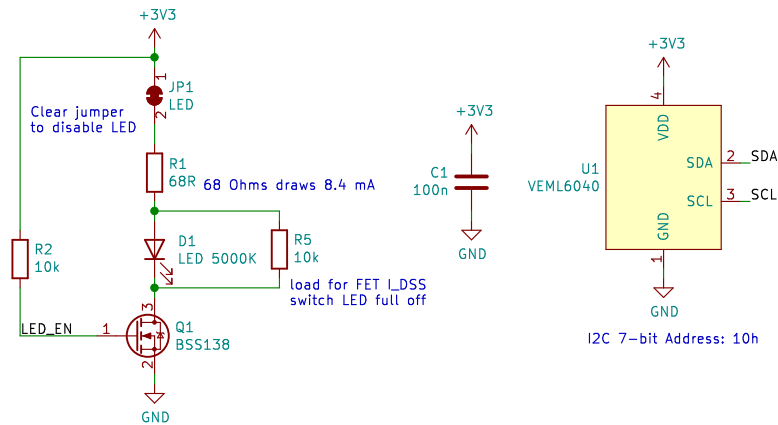 +3V3
1
JP1
LED
2
Clear jumper
to disable LED
R1
68R
68 Ohms draws 8.4 mA
D1
LED 5000K
R5
10k
R2
10k
load for FET I_DSS
switch LED full off
LED_EN
1
3
Q1
BSS138
2
GND
+3V3
C1
100n
GND
+3V3
4
VDD
U1
VEML6040
SDA
2
SDA
SCL
3
SCL
GND
1
GND
I2C 7-bit Address: 10h